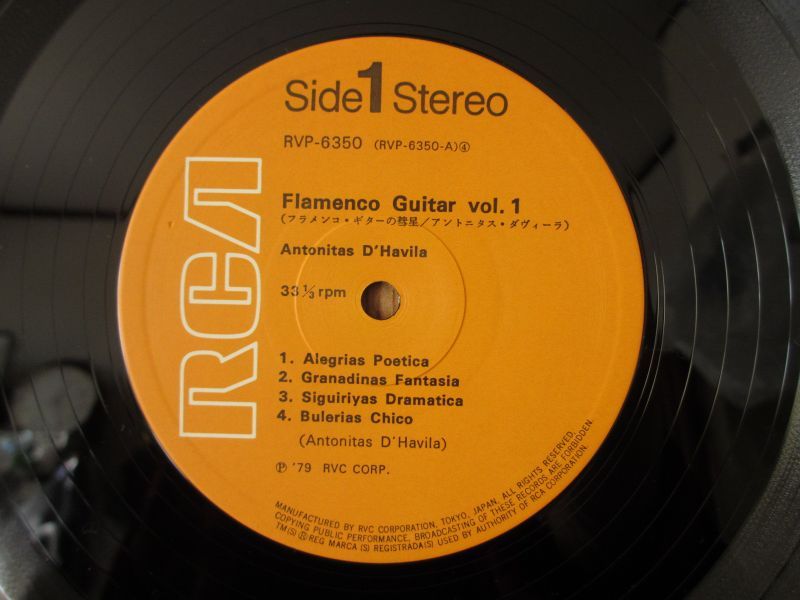 Side 1 Stereo
RVP-6350 (RVP-6350-A)④
RCA
Flamenco Guitar vol. 1
(フラメンコ・ギターの彗星/アントニタス・ダヴィーラ)
Antonitas D'Havila
33 1/3 rpm
1. Alegrias Poetica
2. Granadinas Fantasia
3. Siguiriyas Dramatica
4. Bulerias Chico
(Antonitas D'Havila)
Ⓟ '79 RVC CORP.
MANUFACTURED BY RVC CORPORATION, TOKYO, JAPAN. ALL RIGHTS RESERVED.
COPYING PUBLIC PERFORMANCE, BROADCASTING OF THESE RECORDS ARE FORBIDDEN.
TM(S) Ⓡ REG MARCA (S) REGISTRADA(S) USED BY AUTHORITY OF RCA CORPORATION.